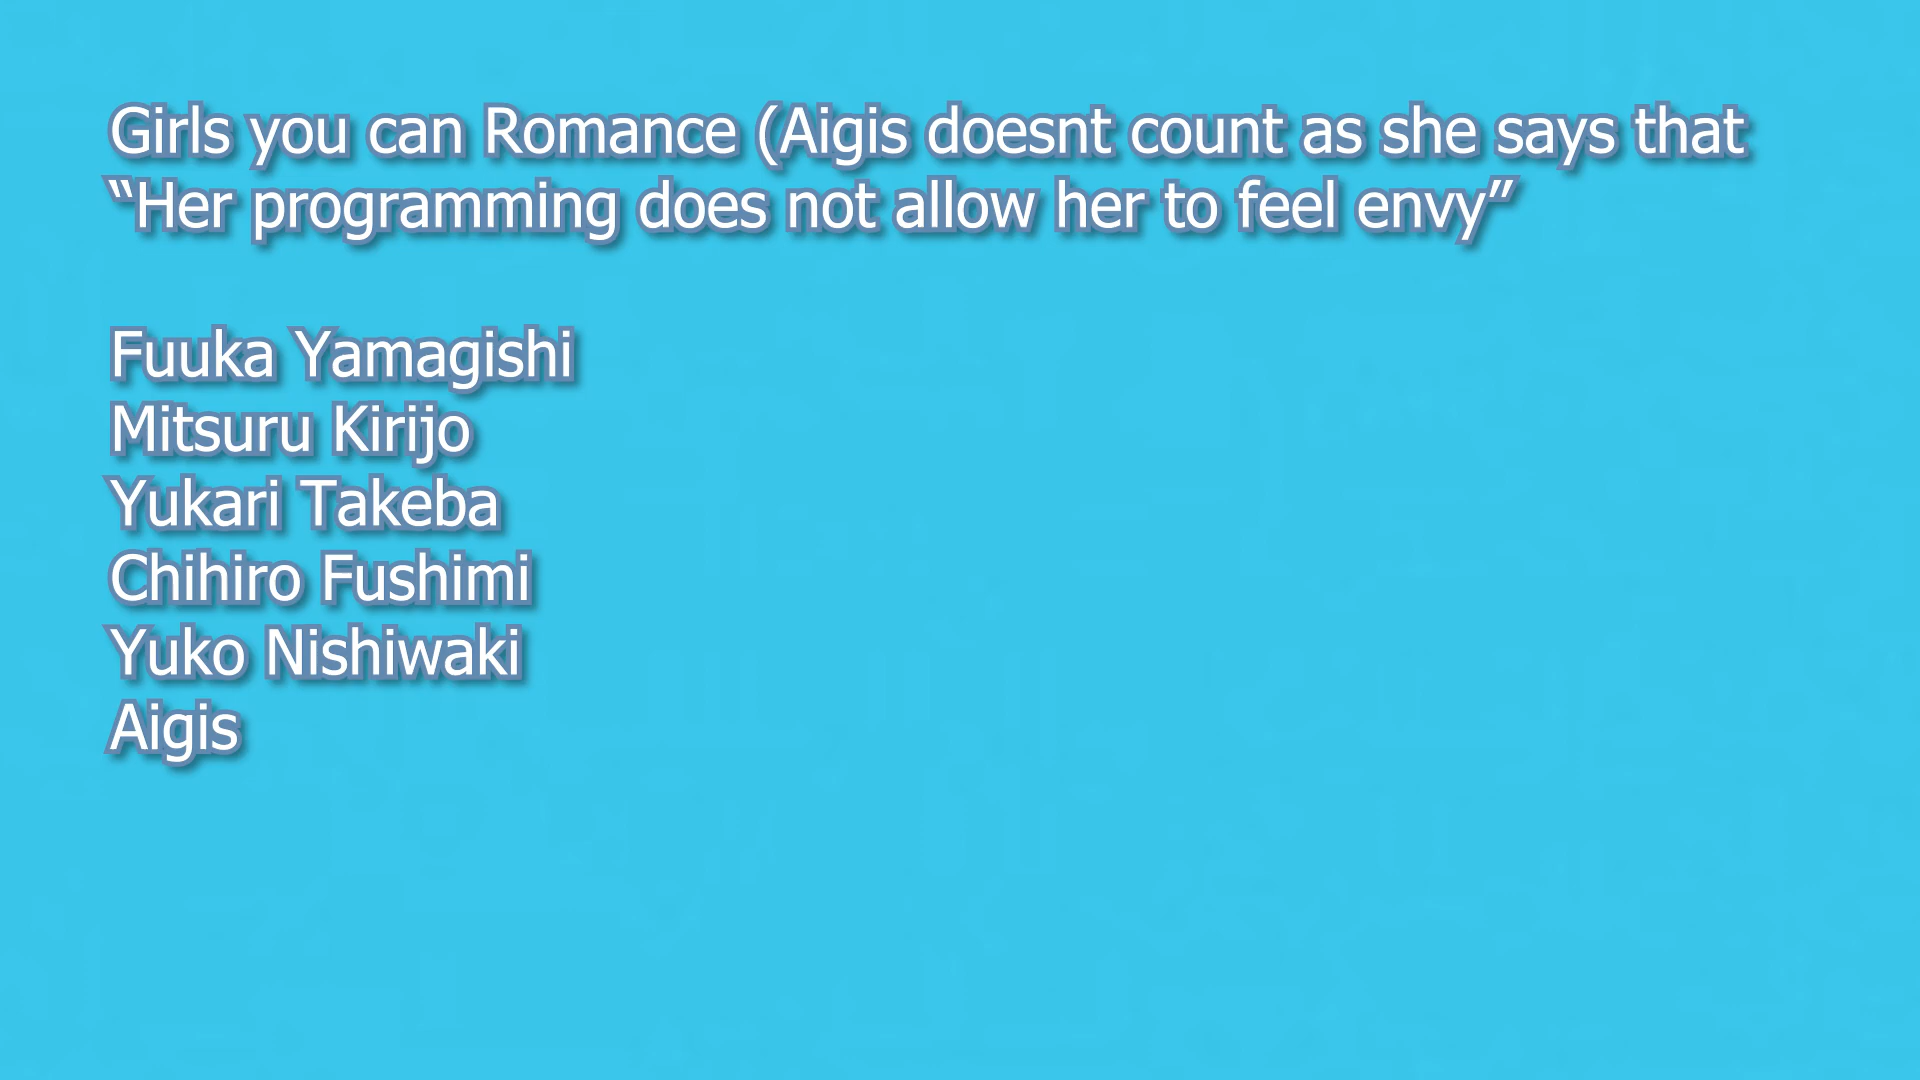 Girls you can Romance (Aigis doesnt count as she says that
“Her programming does not allow her to feel envy”
Fuuka Yamagishi
Mitsuru Kirijo
Yukari Takeba
Chihiro Fushimi
Yuko Nishiwaki
Aigis